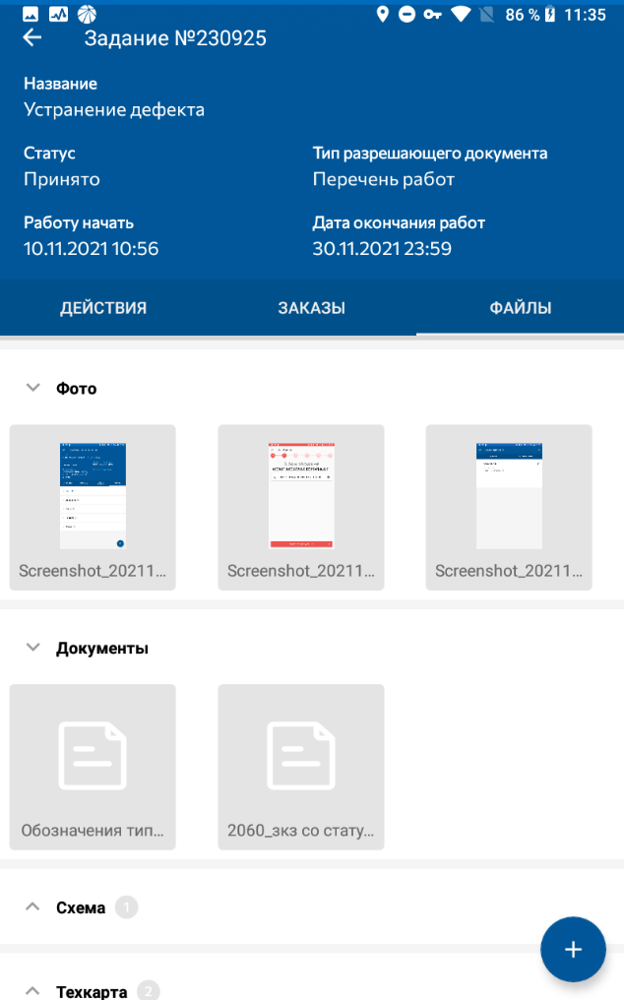 86 % 11:35
Задание №230925
Название
Устранение дефекта
Статус Тип разрешающего документа
Принято Перечень работ
Работу начать Дата окончания работ
10.11.2021 10:56 30.11.2021 23:59
ДЕЙСТВИЯ ЗАКАЗЫ ФАЙЛЫ
Фото
Screenshot_20211... Screenshot_20211... Screenshot_20211...
Документы
Обозначения тип... 2060_зкз со стату...
Схема 1
+
Техкарта 2